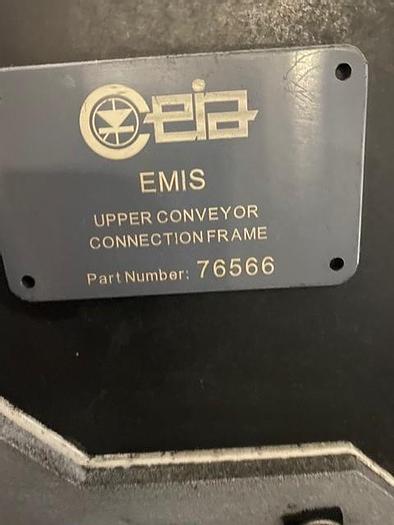 ceia
EMIS
UPPER CONVEYOR
CONNECTION FRAME
Part Number: 76566